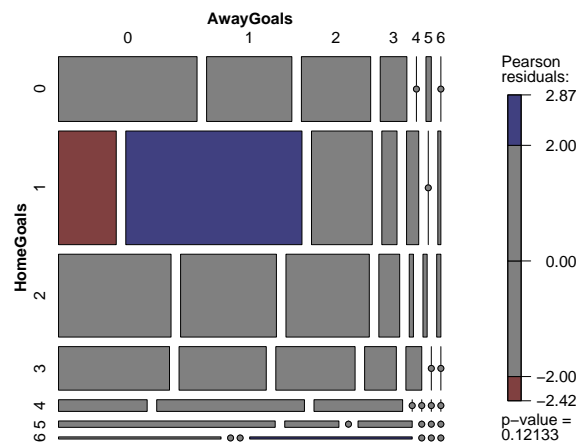 AwayGoals
0 1 2 3 4 5 6
HomeGoals
0
1
2
3
4
5
6
Pearson
residuals:
2.87
2.00
0.00
−2.00
−2.42
p-value =
0.12133